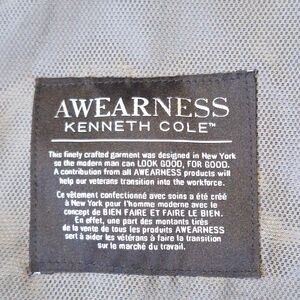 AWEARNESS
KENNETH COLE™
This finely crafted garment was designed in New York
so the modern man can LOOK GOOD, FOR GOOD.
A contribution from all AWEARNESS products will
help our veterans transition into the workforce.
Ce vêtement confectionné avec soins a été créé
à New York pour l'homme moderne avec le
concept de BIEN FAIRE ET FAIRE LE BIEN.
En effet, une part des montants tirés
de la vente de tous les produits AWEARNESS
sert à aider les vétérans à faire la transition
sur le marché du travail.